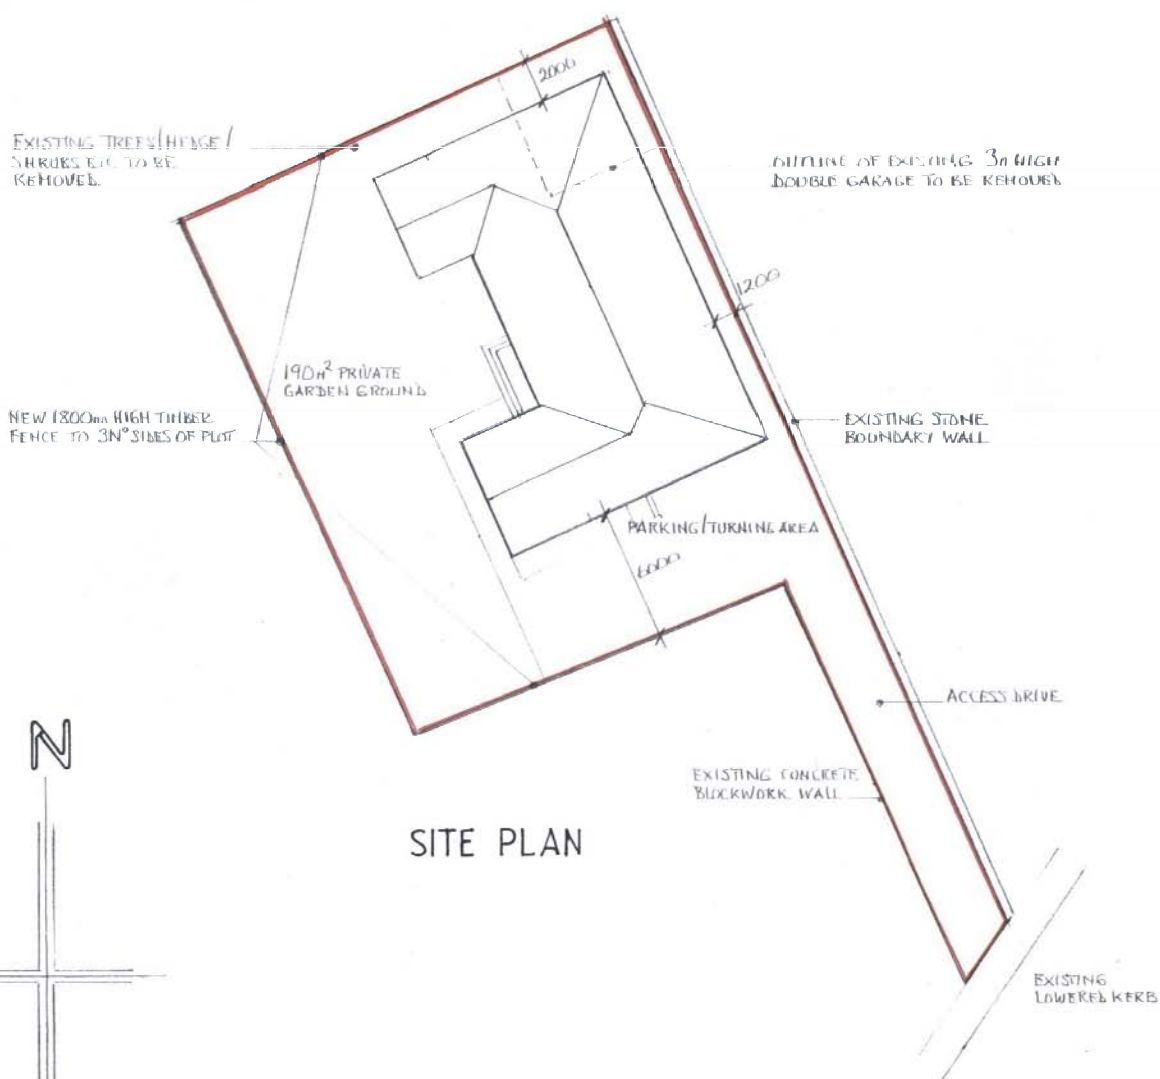 2000
EXISTING TREES/HEDGE/
SHRUBS ETC TO BE
REMOVED.
OUTLINE OF EXISTING 3m HIGH
DOUBLE GARAGE TO BE REMOVED
1200
190m² PRIVATE
GARDEN GROUND
NEW 1800mm HIGH TIMBER
FENCE TO 3N° SIDES OF PLOT
EXISTING STONE
BOUNDARY WALL
PARKING/TURNING AREA
6000
ACCESS DRIVE
N
EXISTING CONCRETE
BLOCKWORK WALL
SITE PLAN
EXISTING
LOWERED KERB